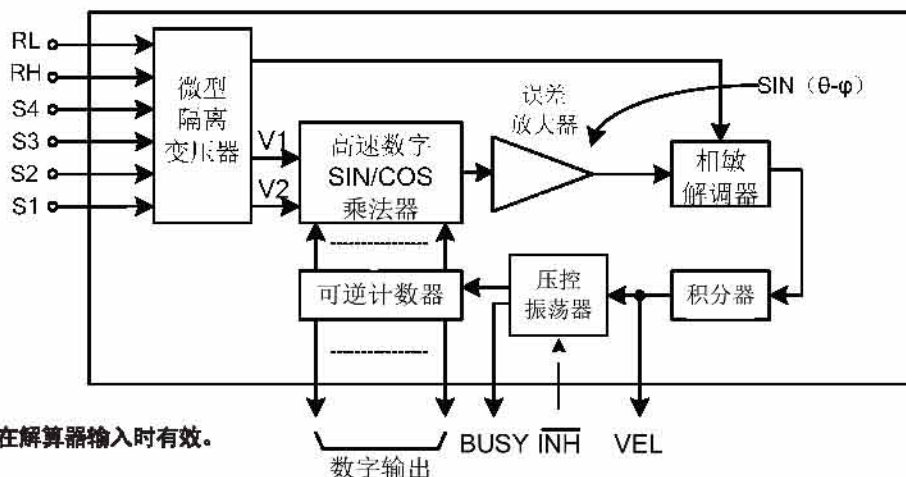 RL
RH
S4
S3
S2
S1
微型
隔离
变压器
V1
V2
高速数字
SIN/COS
乘法器
误差
放大器
SIN（θ-φ）
相敏
解调器
可逆计数器
压控
振荡器
积分器
在解算器输入时有效。
BUSY INH VEL
数字输出